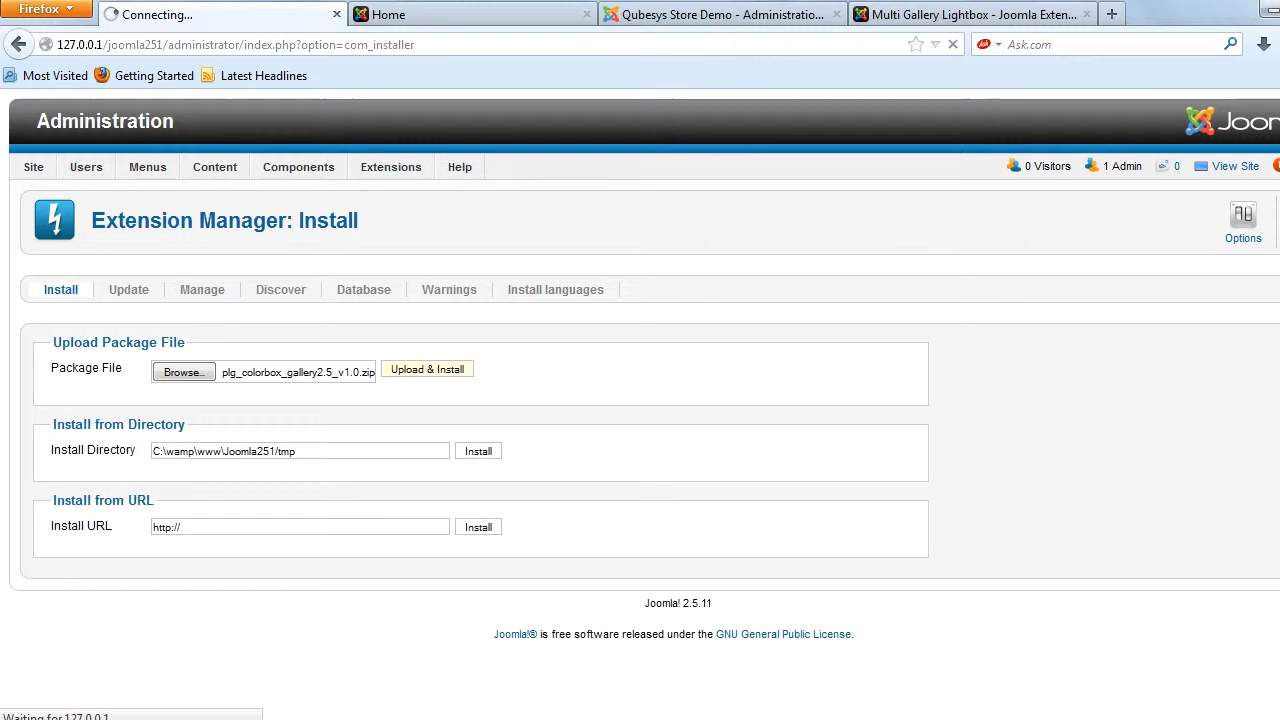 Firefox
Connecting...
Home
Qubesys Store Demo - Administratio...
Multi Gallery Lightbox - Joomla Exten...
127.0.0.1/joomla251/administrator/index.php?option=com_installer
Ask.com
Most Visited
Getting Started
Latest Headlines
Administration
Site
Users
Menus
Content
Components
Extensions
Help
0 Visitors
1 Admin
0
View Site
Extension Manager: Install
Options
Install
Update
Manage
Discover
Database
Warnings
Install languages
Upload Package File
Package File
Browse...
plg_colorbox_gallery2.5_v1.0.zip
Upload & Install
Install from Directory
Install Directory
C:\wamp\www\Joomla251/tmp
Install
Install from URL
Install URL
http://
Install
Joomla! 2.5.11
Joomla!® is free software released under the GNU General Public License.
Waiting for 127.0.0.1